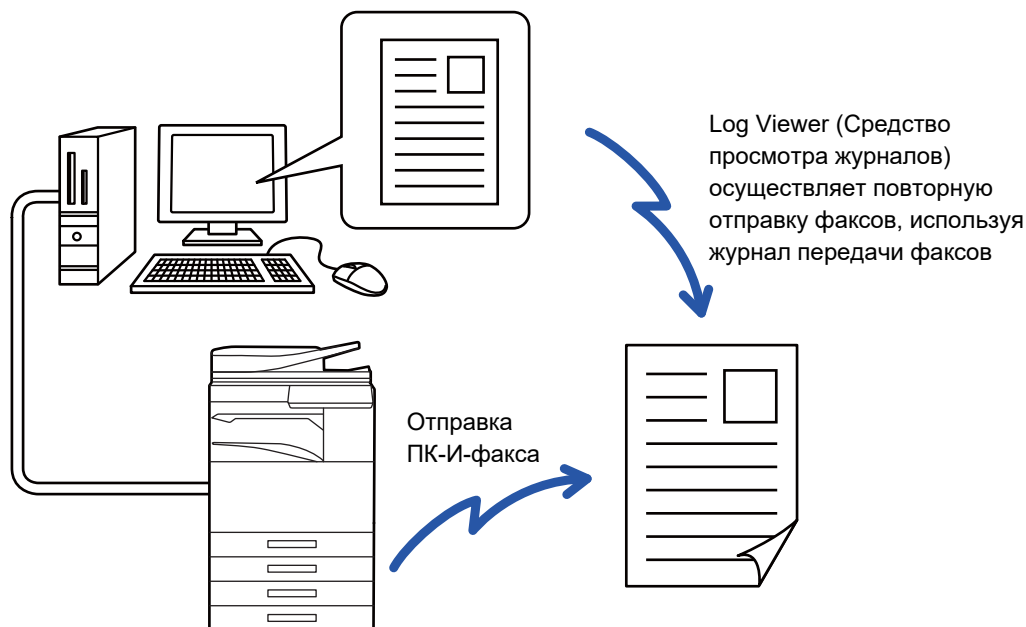 Log Viewer (Средство
просмотра журналов)
осуществляет повторную
отправку факсов, используя
журнал передачи факсов
Отправка
ПК-И-факса